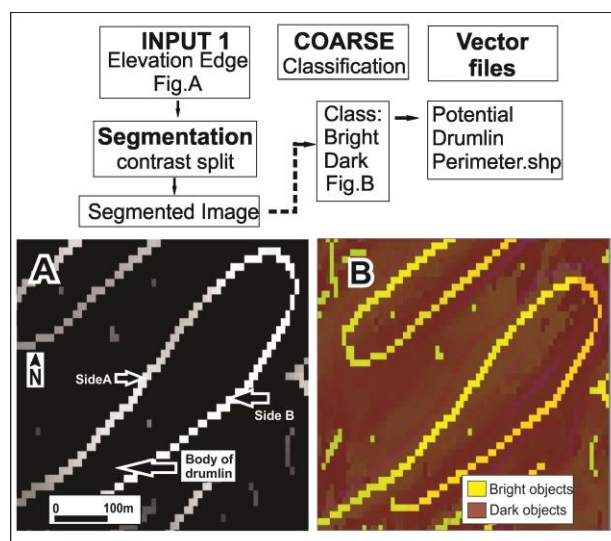 INPUT 1
Elevation Edge
Fig.A
COARSE
Classification
Vector
files
Segmentation
contrast split
Segmented Image
Class:
Bright
Dark
Fig.B
Potential
Drumlin
Perimeter.shp
A
N
SideA
Side B
Body of
drumlin
0 100m
B
Bright objects
Dark objects